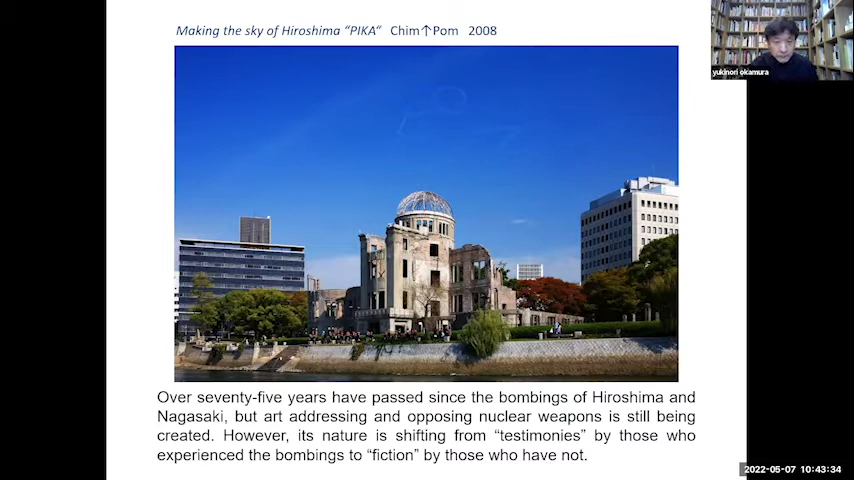 Making the sky of Hiroshima “PIKA“ Chim↑Pom 2008
yukinori okamura
Over seventy-five years have passed since the bombings of Hiroshima and
Nagasaki, but art addressing and opposing nuclear weapons is still being
created. However, its nature is shifting from “testimonies” by those who
experienced the bombings to “fiction” by those who have not.
2022-05-07 10:43:34